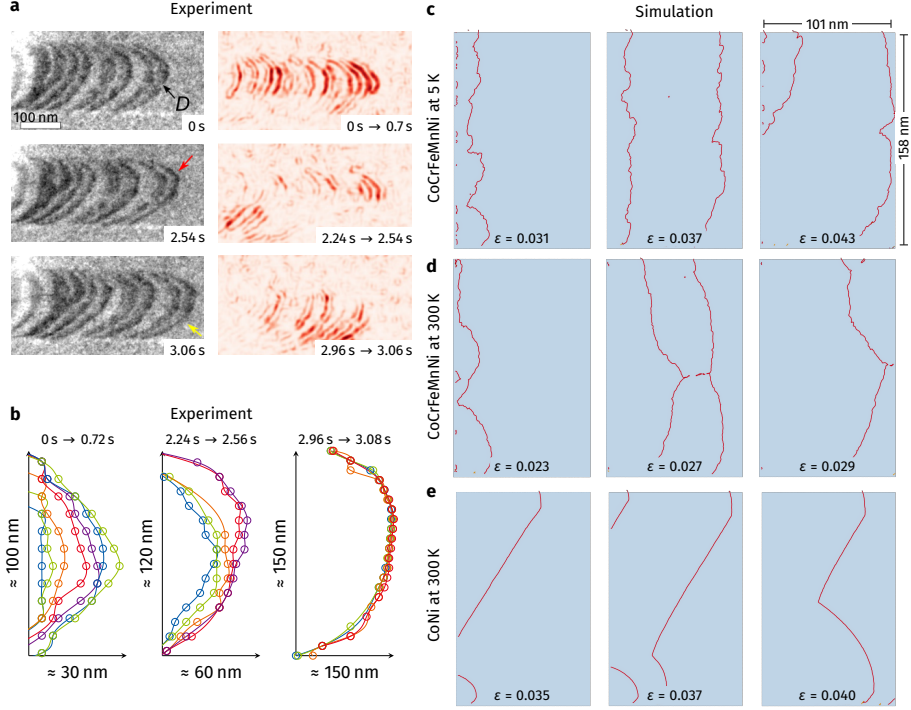 a
Experiment
D
100 nm
0 s
0 s → 0.7 s
2.54 s
2.24 s → 2.54 s
3.06 s
2.96 s → 3.06 s
b
Experiment
0 s → 0.72 s
2.24 s → 2.56 s
2.96 s → 3.08 s
≈ 100 nm
≈ 120 nm
≈ 150 nm
≈ 30 nm
≈ 60 nm
≈ 150 nm
c
Simulation
101 nm
CoCrFeMnNi at 5 K
158 nm
ε = 0.031
ε = 0.037
ε = 0.043
d
CoCrFeMnNi at 300 K
ε = 0.023
ε = 0.027
ε = 0.029
e
CoNi at 300 K
ε = 0.035
ε = 0.037
ε = 0.040